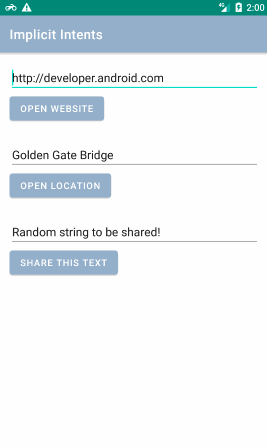 4G 2:00
Implicit Intents
http://developer.android.com
OPEN WEBSITE
Golden Gate Bridge
OPEN LOCATION
Random string to be shared!
SHARE THIS TEXT